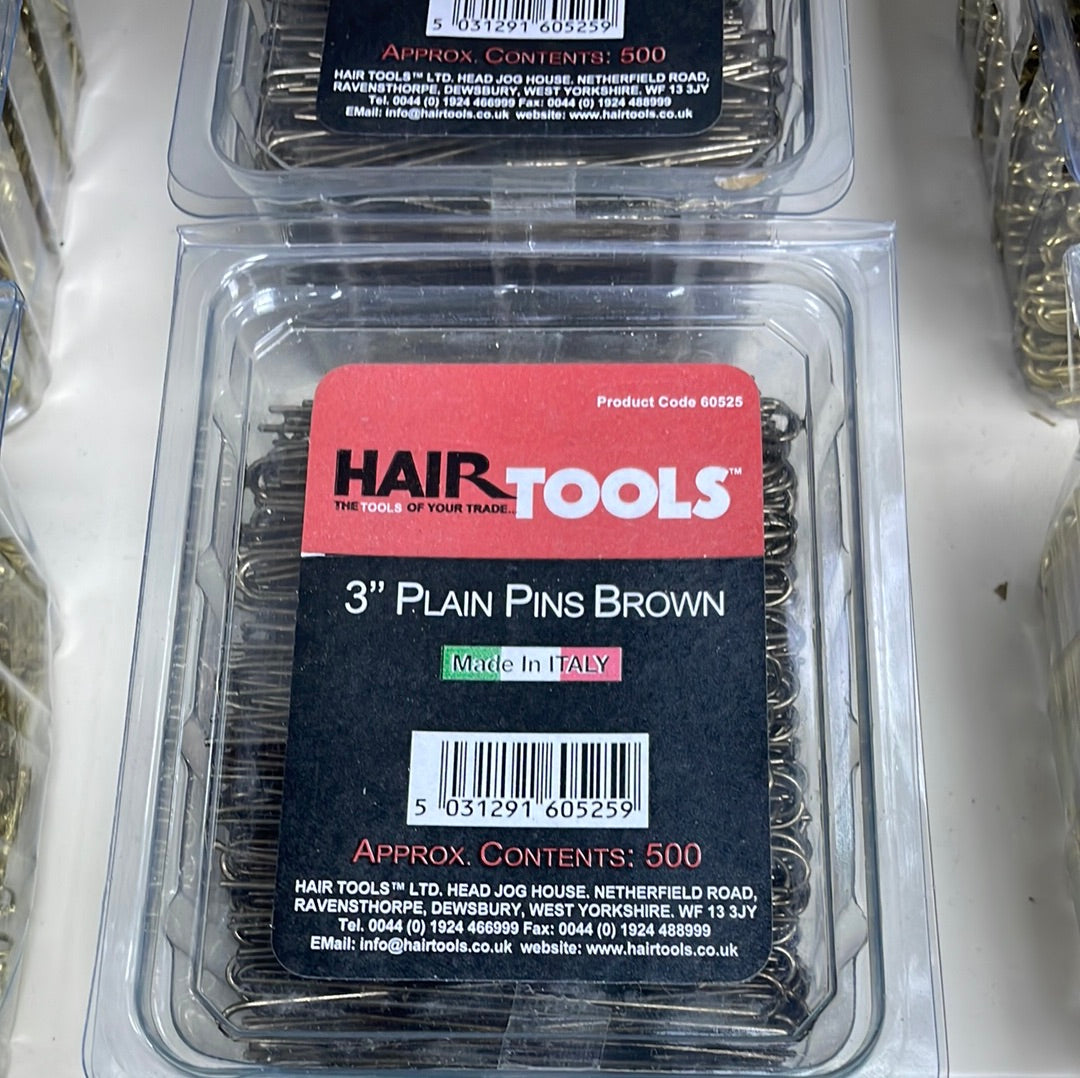 5 031291 605259
APPROX. CONTENTS: 500
HAIR TOOLS™ LTD. HEAD JOG HOUSE. NETHERFIELD ROAD,
RAVENSTHORPE, DEWSBURY, WEST YORKSHIRE. WF 13 3JY
Tel. 0044 (0) 1924 466999 Fax: 0044 (0) 1924 488999
EMail: info@hairtools.co.uk website: www.hairtools.co.uk
Product Code 60525
HAIR TOOLS™
THE TOOLS OF YOUR TRADE...
3” PLAIN PINS BROWN
Made In ITALY
5 031291 605259
APPROX. CONTENTS: 500
HAIR TOOLS™ LTD. HEAD JOG HOUSE. NETHERFIELD ROAD,
RAVENSTHORPE, DEWSBURY, WEST YORKSHIRE. WF 13 3JY
Tel. 0044 (0) 1924 466999 Fax: 0044 (0) 1924 488999
EMail: info@hairtools.co.uk website: www.hairtools.co.uk